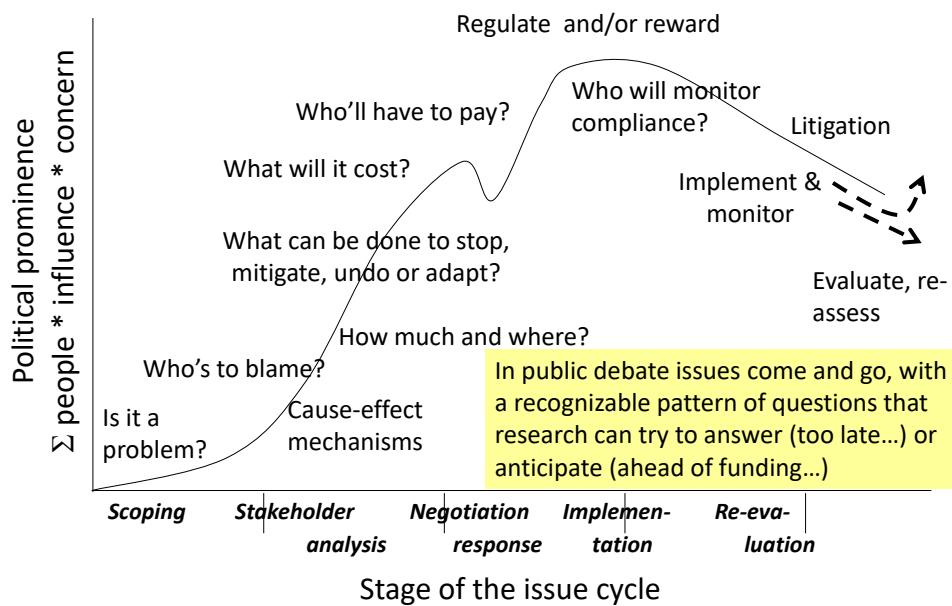 Regulate and/or reward
Who'll have to pay?
Who will monitor
compliance?
Litigation
What will it cost?
Implement &
monitor
What can be done to stop,
mitigate, undo or adapt?
Evaluate, re-
assess
How much and where?
Who's to blame?
In public debate issues come and go, with
a recognizable pattern of questions that
research can try to answer (too late…) or
anticipate (ahead of funding…)
Is it a
problem?
Cause-effect
mechanisms
Political prominence
Σ people * influence * concern
Scoping
Stakeholder
analysis
Negotiation
response
Implemen-
tation
Re-eva-
luation
Stage of the issue cycle